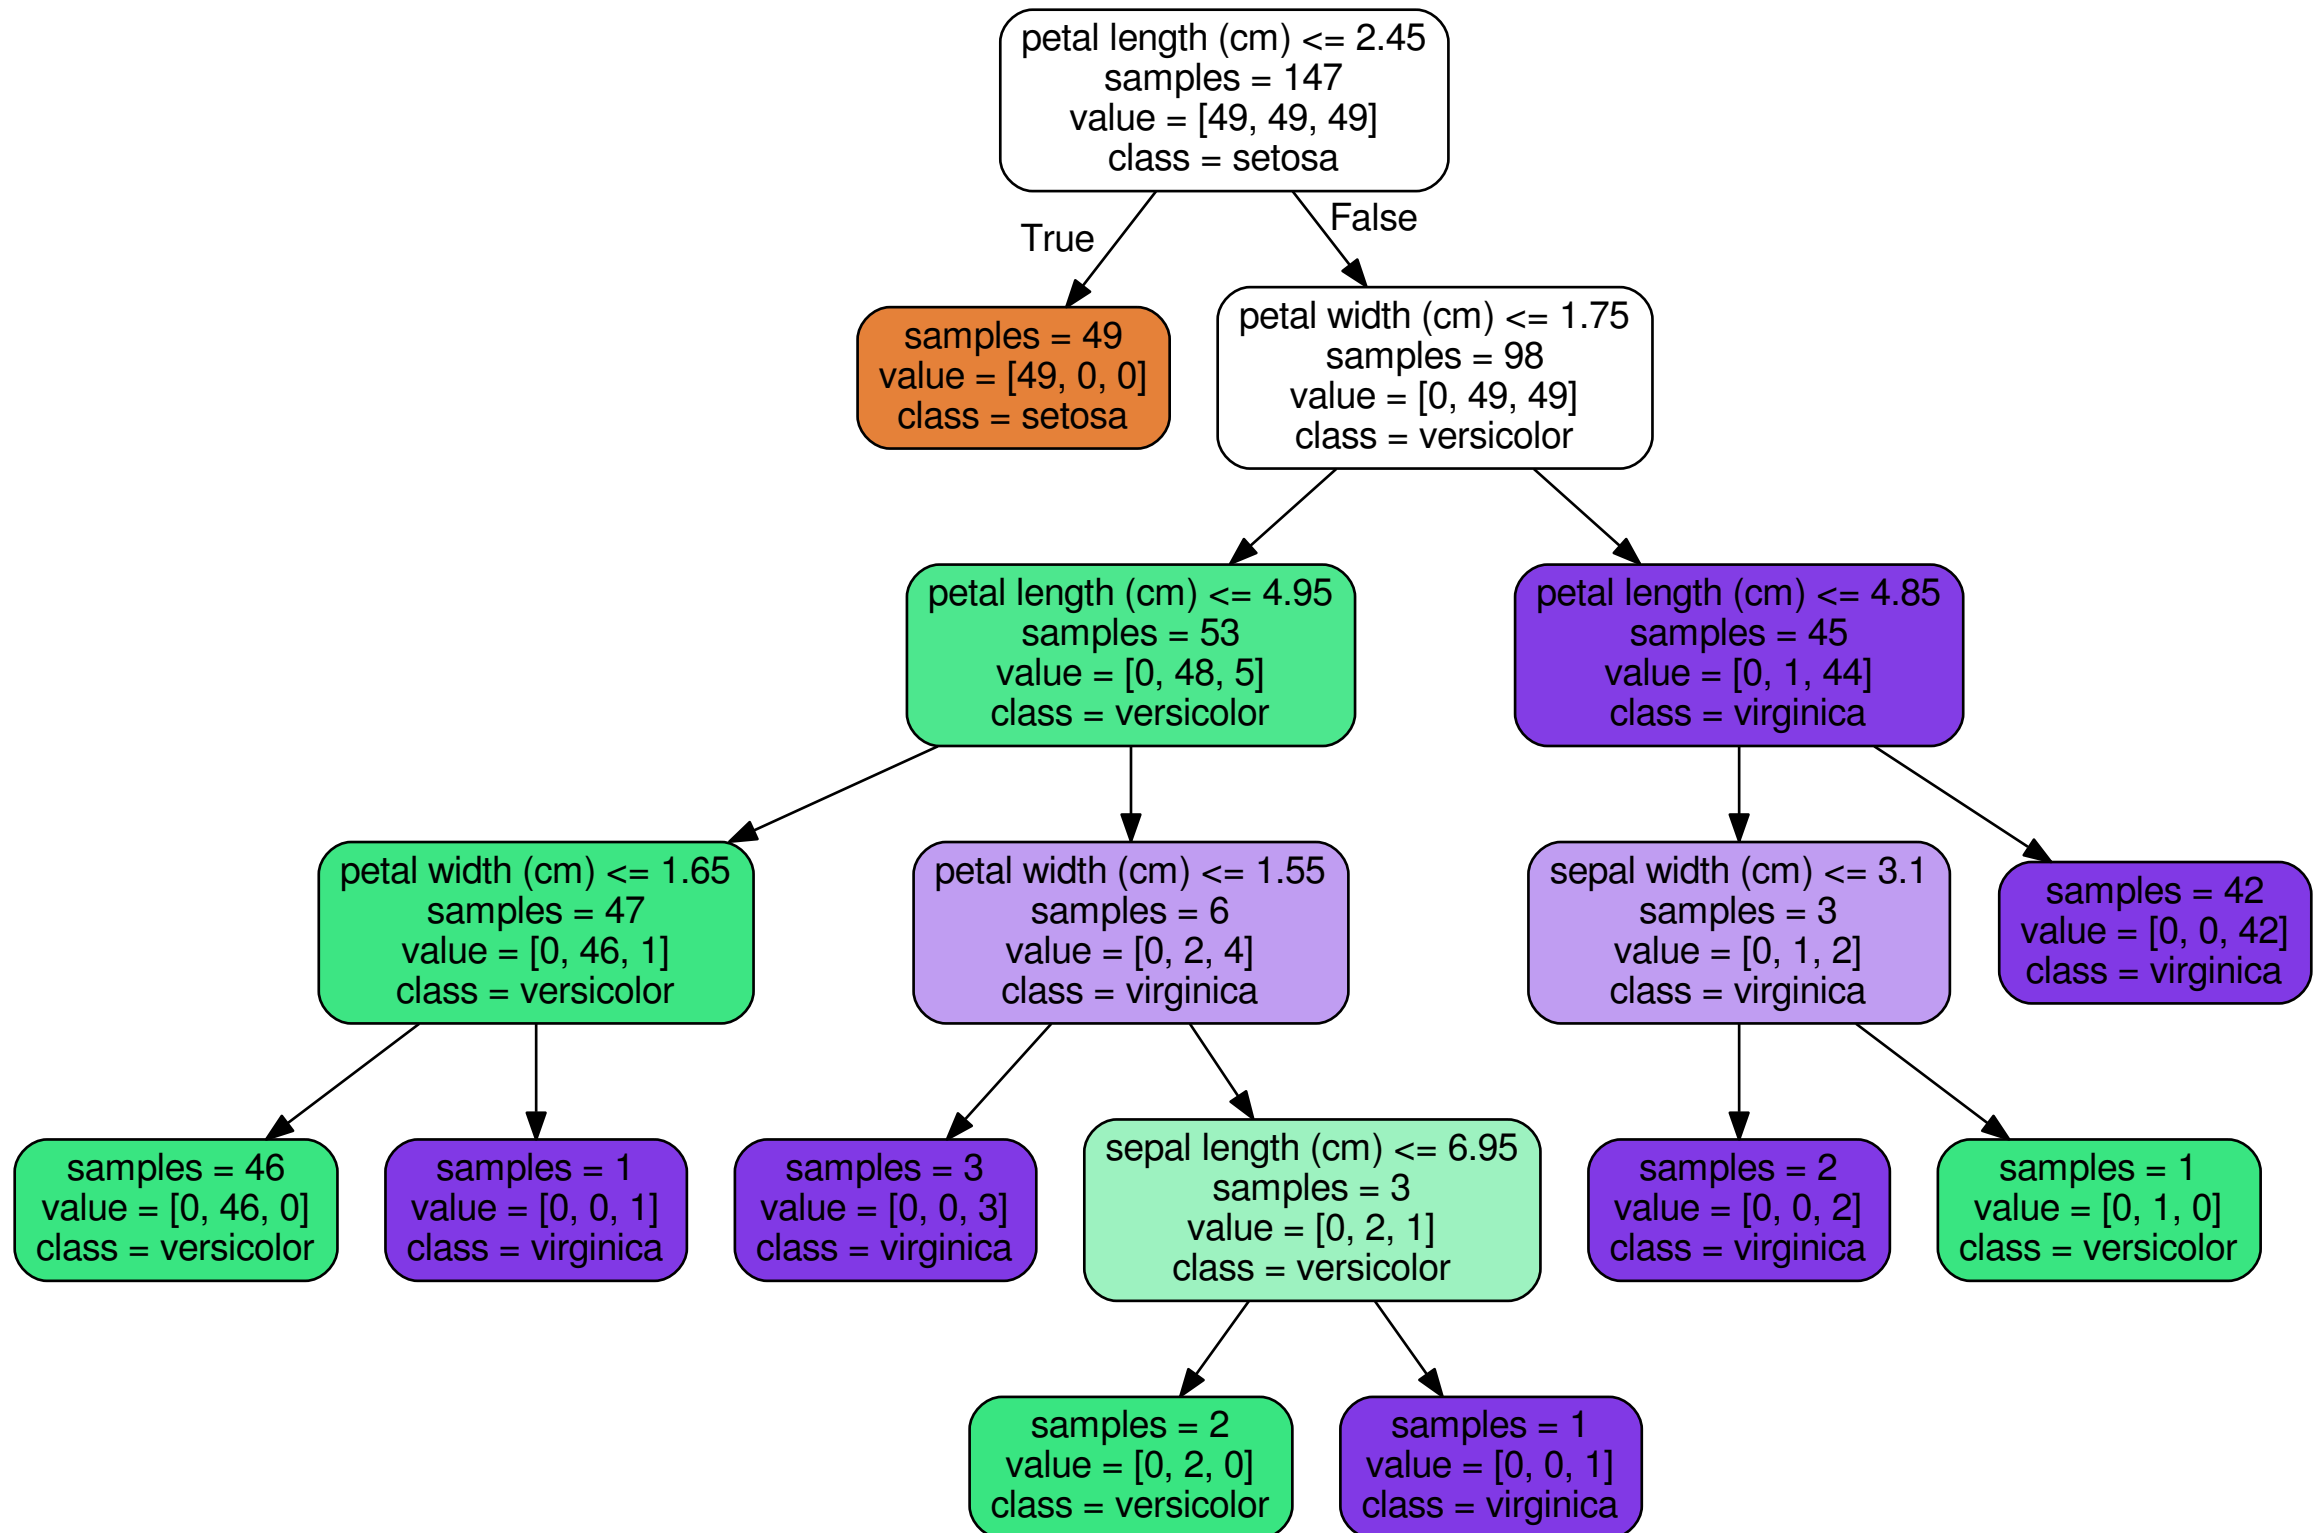 petal length (cm) <= 2.45
samples = 147
value = [49, 49, 49]
class = setosa
True
False
samples = 49
value = [49, 0, 0]
class = setosa
petal width (cm) <= 1.75
samples = 98
value = [0, 49, 49]
class = versicolor
petal length (cm) <= 4.95
samples = 53
value = [0, 48, 5]
class = versicolor
petal length (cm) <= 4.85
samples = 45
value = [0, 1, 44]
class = virginica
petal width (cm) <= 1.65
samples = 47
value = [0, 46, 1]
class = versicolor
petal width (cm) <= 1.55
samples = 6
value = [0, 2, 4]
class = virginica
sepal width (cm) <= 3.1
samples = 3
value = [0, 1, 2]
class = virginica
samples = 42
value = [0, 0, 42]
class = virginica
samples = 46
value = [0, 46, 0]
class = versicolor
samples = 1
value = [0, 0, 1]
class = virginica
samples = 3
value = [0, 0, 3]
class = virginica
sepal length (cm) <= 6.95
samples = 3
value = [0, 2, 1]
class = versicolor
samples = 2
value = [0, 0, 2]
class = virginica
samples = 1
value = [0, 1, 0]
class = versicolor
samples = 2
value = [0, 2, 0]
class = versicolor
samples = 1
value = [0, 0, 1]
class = virginica